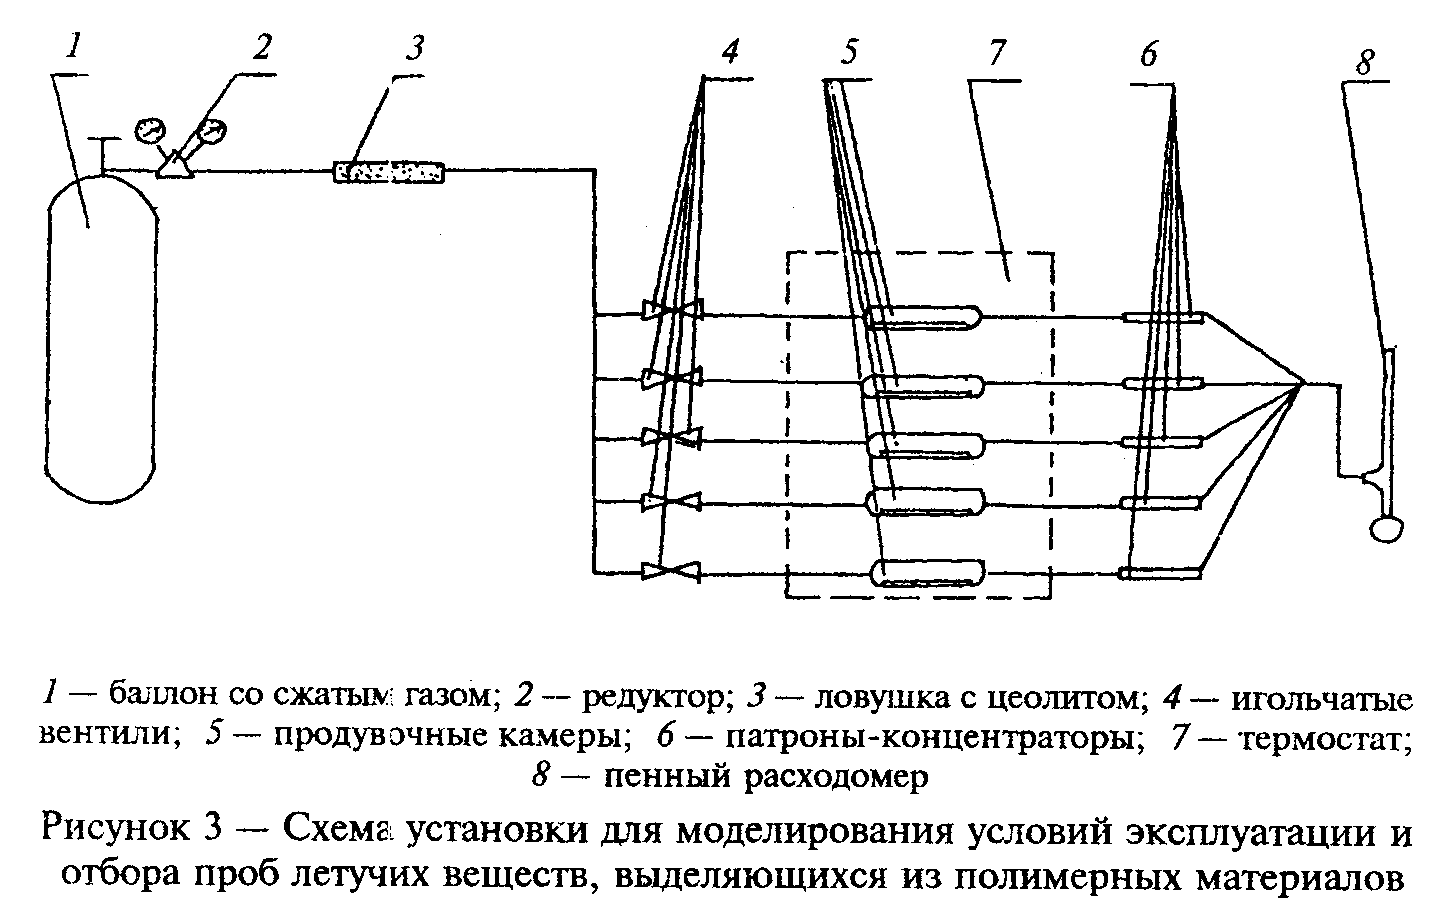 1 2 3 4 5 7 6 8
1 — баллон со сжатым газом; 2 — редуктор; 3 — ловушка с цеолитом; 4 — игольчатые
вентили; 5 — продувочные камеры; 6 — патроны-концентраторы; 7 — термостат;
8 — пенный расходомер
Рисунок 3 — Схема установки для моделирования условий эксплуатации и
отбора проб летучих веществ, выделяющихся из полимерных материалов